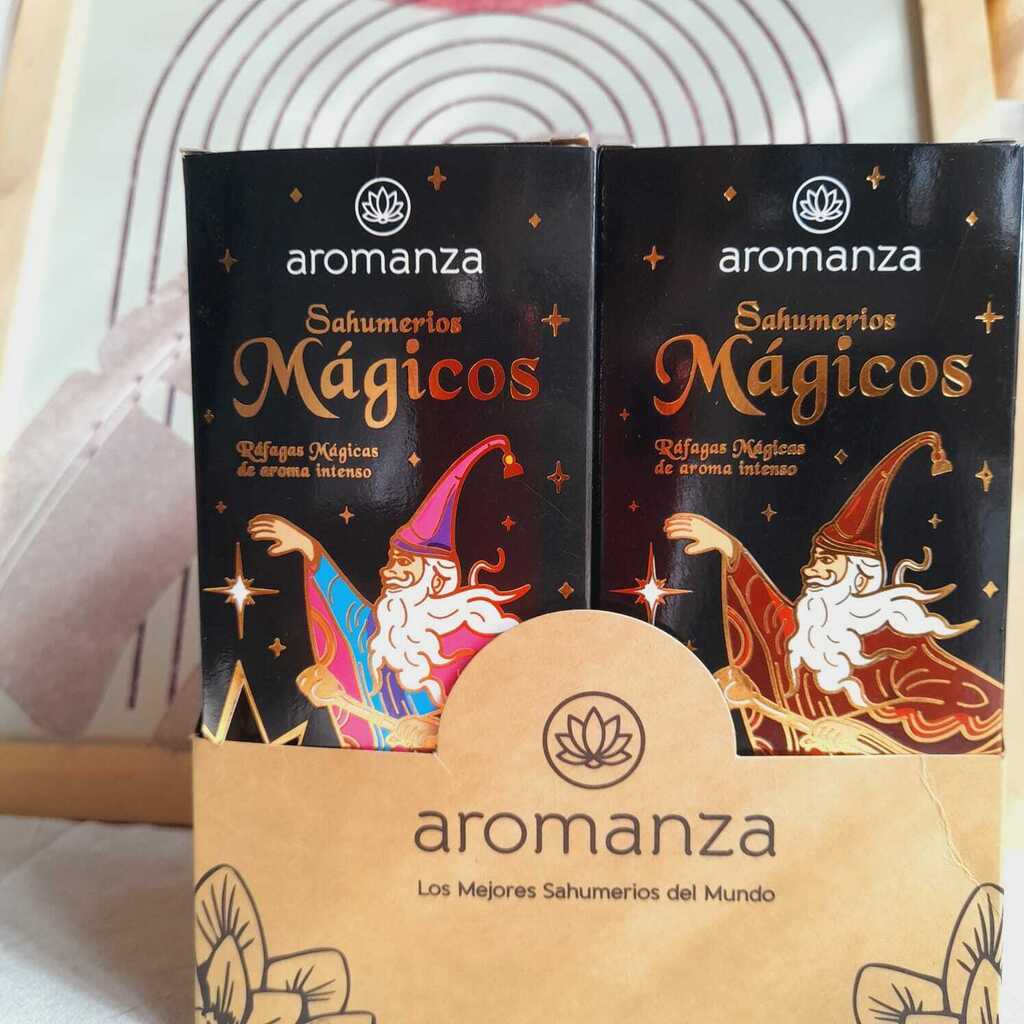 aromanza
Sahumerios
Mágicos
Ráfagas Mágicas
de aroma intenso
aromanza
Sahumerios
Mágicos
Ráfagas Mágicas
de aroma intenso
aromanza
Los Mejores Sahumerios del Mundo